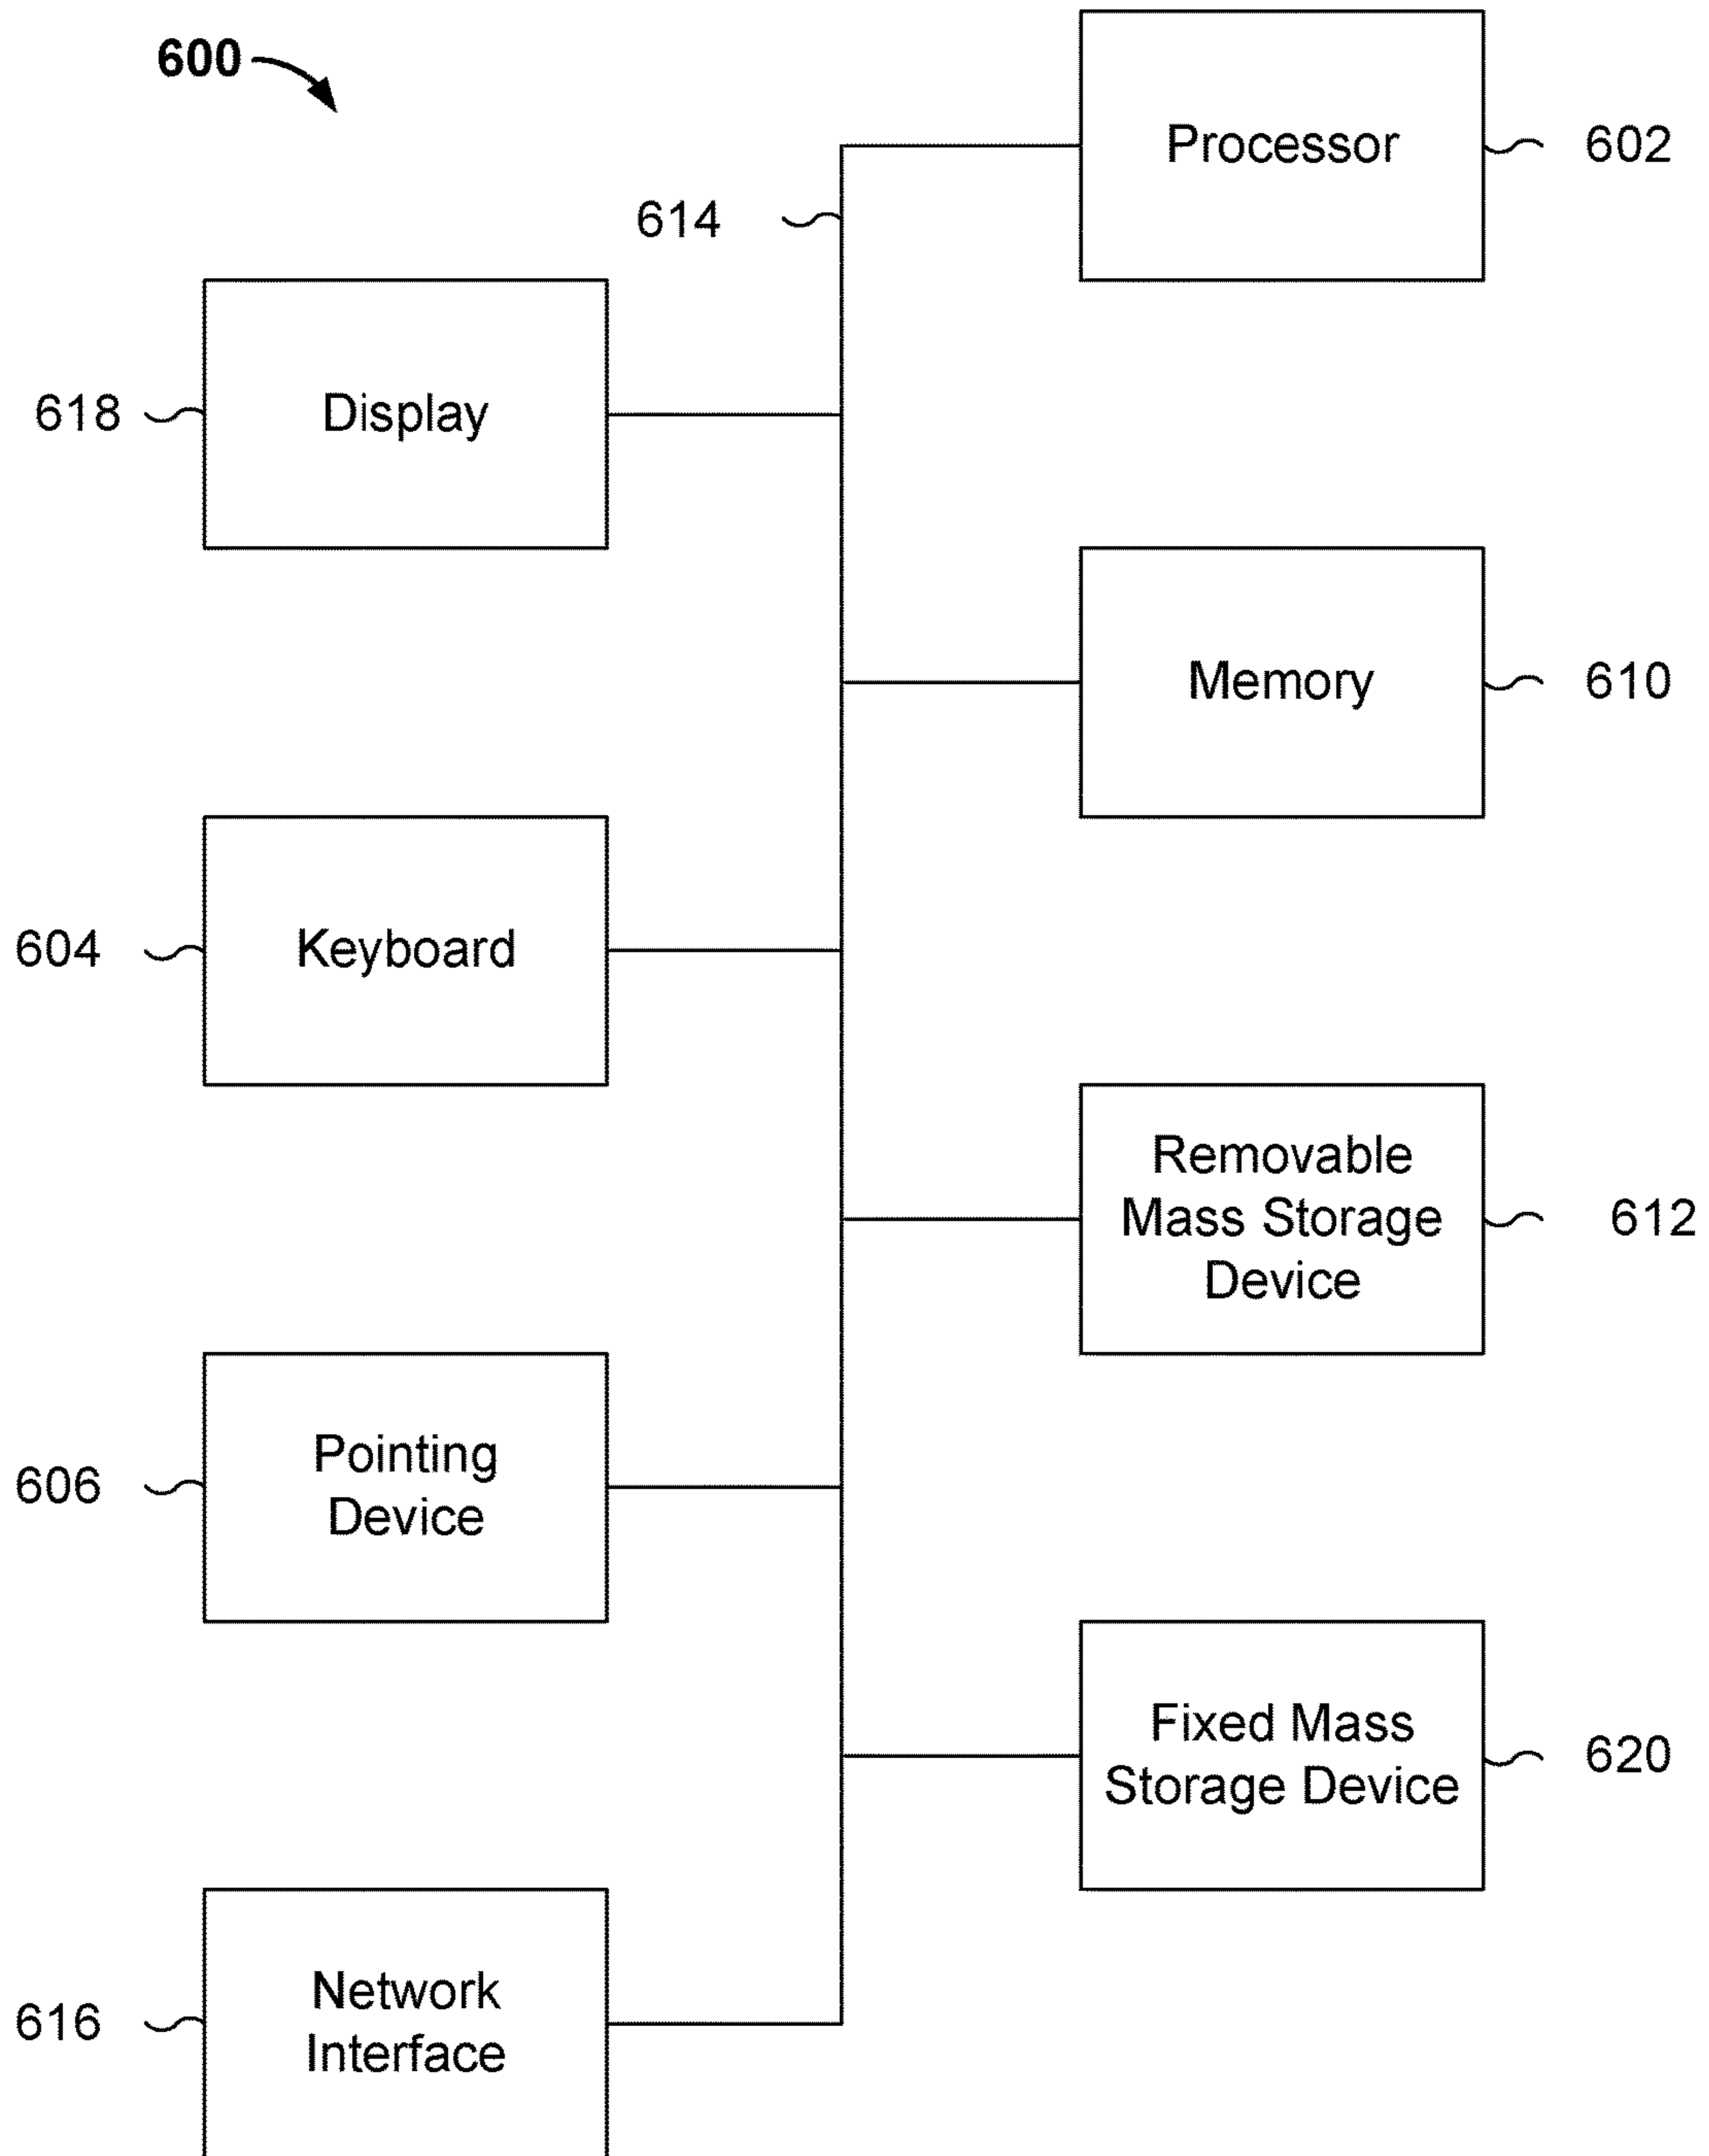 600
Processor
602
614
Display
618
Memory
610
Keyboard
604
Removable
Mass Storage
Device
612
Pointing
Device
606
Fixed Mass
Storage Device
620
Network
Interface
616